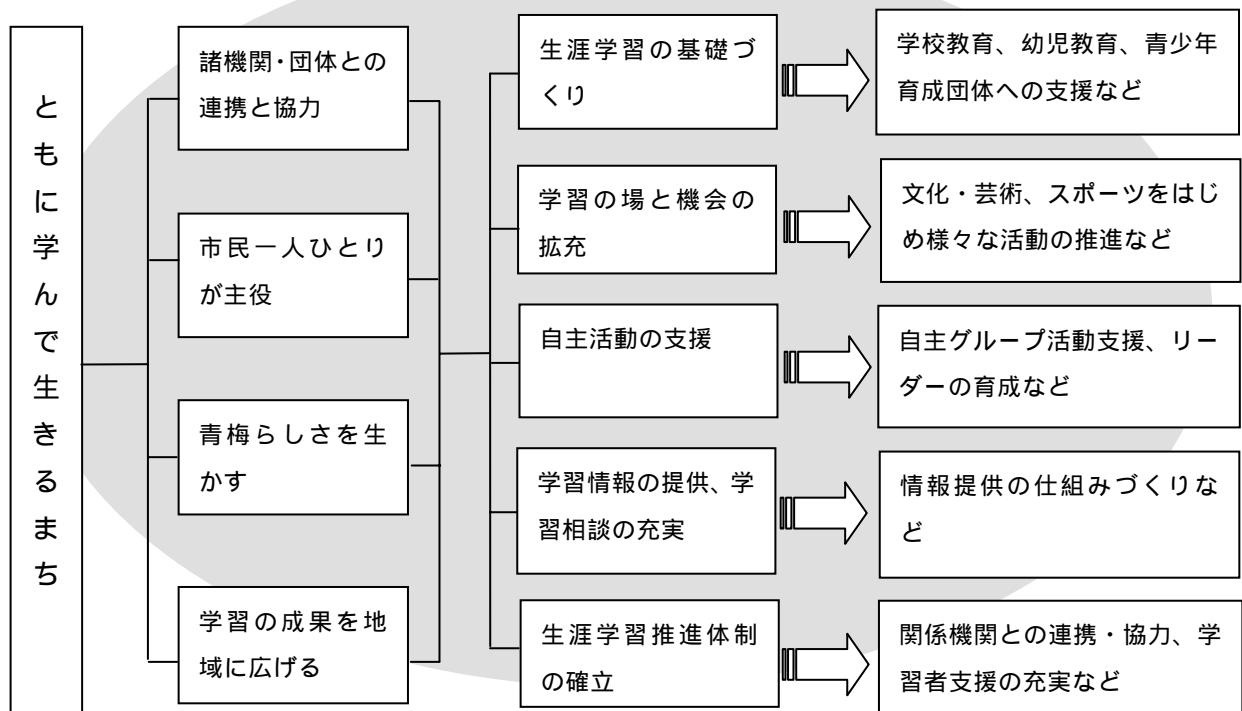 ともに学んで生きるまち
諸機関・団体との
連携と協力
市民一人ひとり
が主役
青梅らしさを生
かす
学習の成果を地
域に広げる
生涯学習の基礎づ
くり
学習の場と機会の
拡充
自主活動の支援
学習情報の提供、学
習相談の充実
生涯学習推進体制
の確立
学校教育、幼児教育、青少年
育成団体への支援など
文化・芸術、スポーツをはじ
め様々な活動の推進など
自主グループ活動支援、リー
ダーの育成など
情報提供の仕組みづくりな
ど
関係機関との連携・協力、学
習者支援の充実など